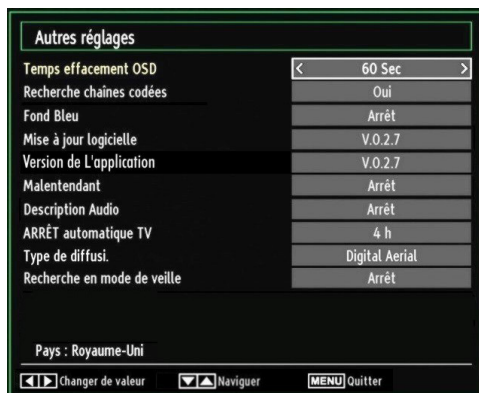 Autres réglages
Temps effacement OSD < 60 Sec >
Recherche chaînes codées Oui
Fond Bleu Arrêt
Mise à jour logicielle V.0.2.7
Version de L'application V.0.2.7
Malentendant Arrêt
Description Audio Arrêt
ARRÊT automatique TV 4 h
Type de diffusi. Digital Aerial
Recherche en mode de veille Arrêt
Pays : Royaume-Uni
Changer de valeur Naviguer MENU Quitter